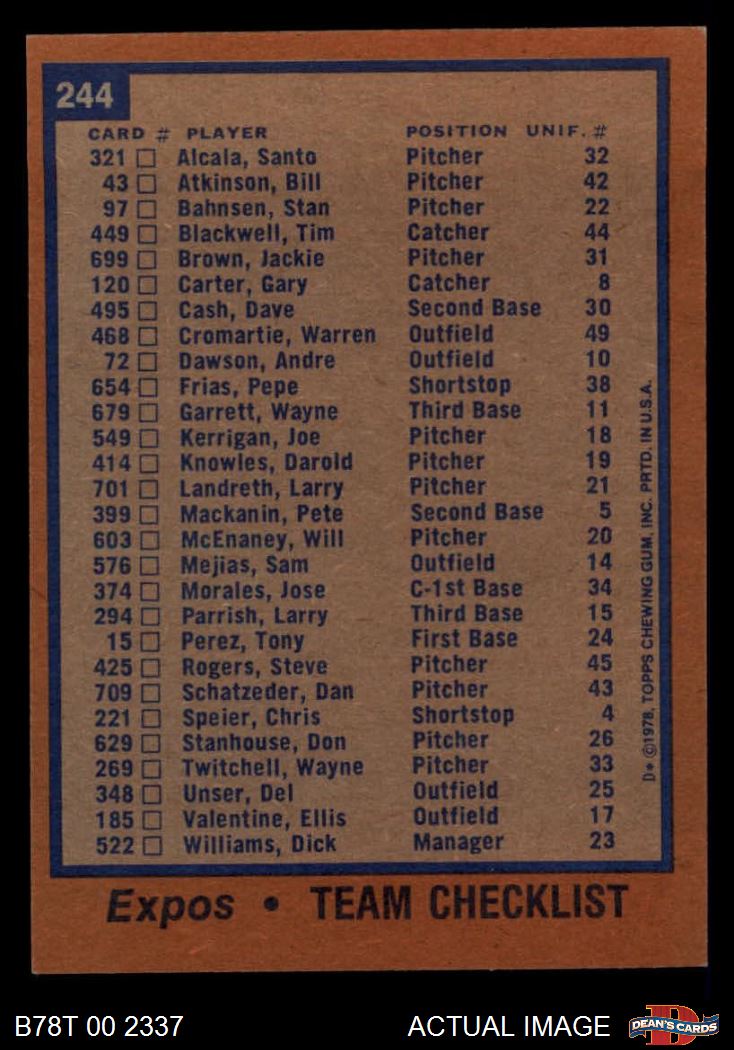 244
CARD # PLAYER POSITION UNIF. #
321 Alcala, Santo Pitcher 32
43 Atkinson, Bill Pitcher 42
97 Bahnsen, Stan Pitcher 22
449 Blackwell, Tim Catcher 44
699 Brown, Jackie Pitcher 31
120 Carter, Gary Catcher 8
495 Cash, Dave Second Base 30
468 Cromartie, Warren Outfield 49
72 Dawson, Andre Outfield 10
654 Frias, Pepe Shortstop 38
679 Garrett, Wayne Third Base 11
549 Kerrigan, Joe Pitcher 18
414 Knowles, Darold Pitcher 19
701 Landreth, Larry Pitcher 21
399 Mackanin, Pete Second Base 5
603 McEnaney, Will Pitcher 20
576 Mejias, Sam Outfield 14
374 Morales, Jose C-1st Base 34
294 Parrish, Larry Third Base 15
15 Perez, Tony First Base 24
425 Rogers, Steve Pitcher 45
709 Schatzeder, Dan Pitcher 43
221 Speier, Chris Shortstop 4
629 Stanhouse, Don Pitcher 26
269 Twitchell, Wayne Pitcher 33
348 Unser, Del Outfield 25
185 Valentine, Ellis Outfield 17
522 Williams, Dick Manager 23
D* ©1978, TOPPS CHEWING GUM, INC. PRTD. IN U.S.A.
Expos • TEAM CHECKLIST
B78T 00 2337 ACTUAL IMAGE
DEAN'S CARDS